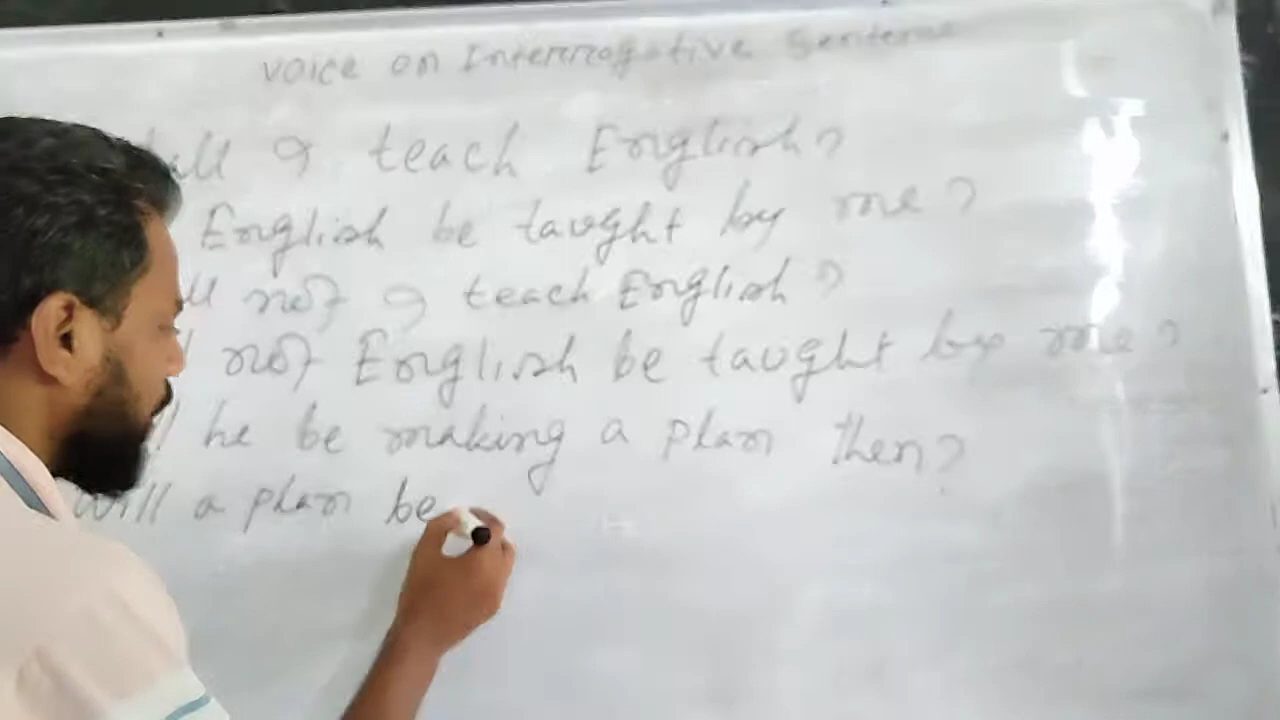 voice on Interrogative Sentence
I teach English?
English be taught by me?
not I teach English?
not English be taught by me?
he be making a plan then?
will a plan be